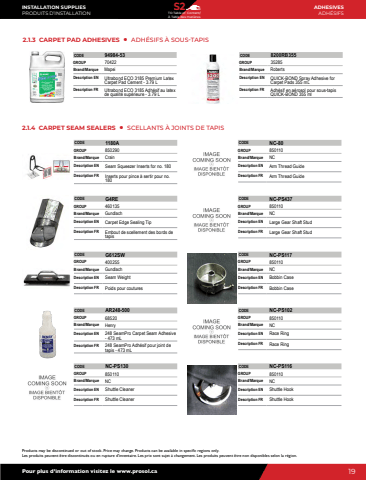 INSTALLATION SUPPLIES
PRODUITS D'INSTALLATION
S2
ADHESIVES
ADHÉSIFS
2.1.3 CARPET PAD ADHESIVES • ADHÉSIFS À SOUS-TAPIS
CODE 94984-53
GROUP 70422
Brand/Marque Mapei
Description EN Ultrabond ECO 3185 Premium Latex
Carpet Pad Cement - 3.79 L
Description FR Ultrabond ECO 3185 Adhésif au latex
de qualité supérieure - 3.79 L
CODE 8200RB355
GROUP 35285
Brand/Marque Roberts
Description EN QUICK-BOND Spray Adhesive for
Carpet Pads 355 mL
Description FR Adhésif en aérosol pour sous-tapis
QUICK-BOND 355 ml
2.1.4 CARPET SEAM SEALERS • SCELLANTS À JOINTS DE TAPIS
CODE 1186A
GROUP 850290
Brand/Marque Crain
Description EN Seam Squeezer Inserts for no. 180
Description FR Inserts pour pince à sertir pour no.
180
IMAGE
COMING SOON
IMAGE BIENTÔT
DISPONIBLE
CODE NC-80
GROUP 850110
Brand/Marque NC
Description EN Arm Thread Guide
Description FR Arm Thread Guide
CODE G4RE
GROUP 460135
Brand/Marque Gundlach
Description EN Carpet Edge Sealing Tip
Description FR Embout de scellement des bords de
tapis
IMAGE
COMING SOON
IMAGE BIENTÔT
DISPONIBLE
CODE NC-PS437
GROUP 850110
Brand/Marque NC
Description EN Large Gear Shaft Stud
Description FR Large Gear Shaft Stud
CODE G612SW
GROUP 400255
Brand/Marque Gundlach
Description EN Seam Weight
Description FR Poids pour coutures
CODE NC-PS117
GROUP 850110
Brand/Marque NC
Description EN Bobbin Case
Description FR Bobbin Case
CODE AR248-500
GROUP 68520
Brand/Marque Henry
Description EN 248 SeamPro Carpet Seam Adhesive
- 473 mL
Description FR 248 SeamPro Adhésif pour joint de
tapis - 473 mL
IMAGE
COMING SOON
IMAGE BIENTÔT
DISPONIBLE
CODE NC-PS102
GROUP 850110
Brand/Marque NC
Description EN Race Ring
Description FR Race Ring
IMAGE
COMING SOON
IMAGE BIENTÔT
DISPONIBLE
CODE NC-PS130
GROUP 850110
Brand/Marque NC
Description EN Shuttle Cleaner
Description FR Shuttle Cleaner
CODE NC-PS116
GROUP 850110
Brand/Marque NC
Description EN Shuttle Hook
Description FR Shuttle Hook
Products may be discontinued or out of stock. Price may change. Products can be available in specific regions only.
Les produits peuvent être discontinués ou en rupture d'inventaire. Les prix sont sujet à changement. Les produits peuvent être non disponibles selon la région.
Pour plus d'information visitez le www.prosol.ca
19